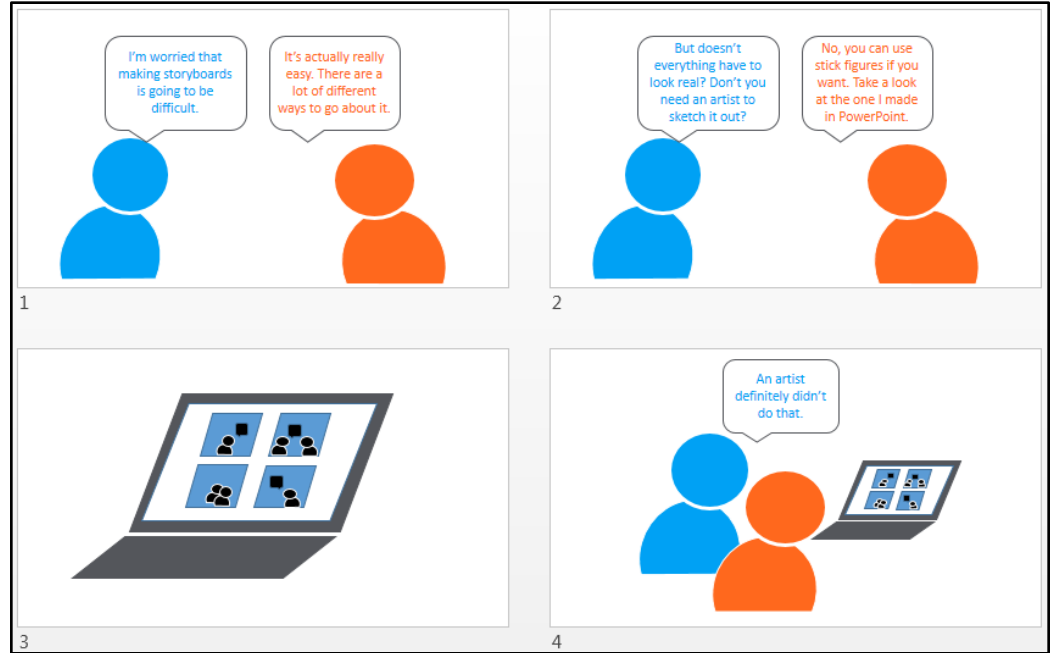 I'm worried that
making storyboards
is going to be
difficult.
It's actually really
easy. There are a
lot of different
ways to go about it.
1
But doesn't
everything have to
look real? Don't you
need an artist to
sketch it out?
No, you can use
stick figures if you
want. Take a look
at the one I made
in PowerPoint.
2
3
An artist
definitely didn't
do that.
4